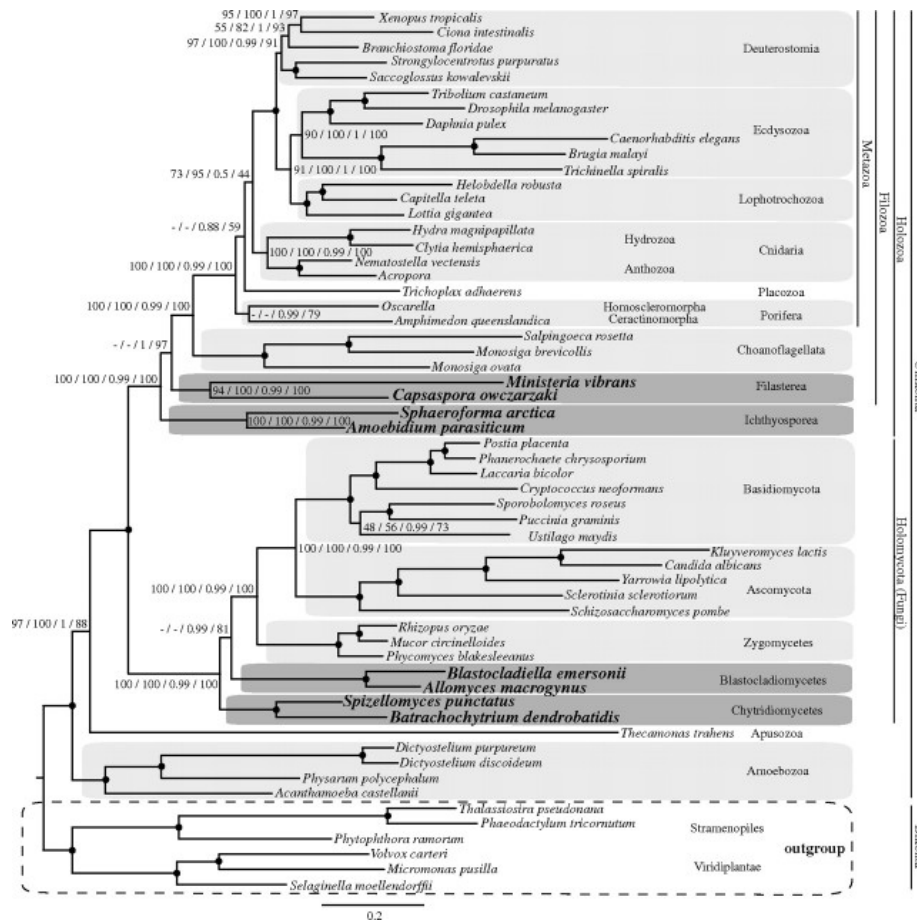 95 / 100 / 1 / 97
55 / 82 / 1 / 93
97 / 100 / 0.99 / 91
Xenopus tropicalis
Ciona intestinalis
Branchiostoma floridae
Strongylocentrotus purpuratus
Saccoglossus kowalevskii
Deuterostomia
Tribolium castaneum
Drosophila melanogaster
Daphnia pulex
90 / 100 / 1 / 100
Caenorhabditis elegans
Brugia malayi
Trichinella spiralis
Ecdysozoa
91 / 100 / 1 / 100
73 / 95 / 0.5 / 44
Helobdella robusta
Capitella teleta
Lottia gigantea
Lophotrochozoa
- / - / 0.88 / 59
Hydra magnipapillata
Clytia hemisphaerica
Hydrozoa
100 / 100 / 0.99 / 100
Nematostella vectensis
Acropora
Anthozoa
Cnidaria
100 / 100 / 0.99 / 100
Trichoplax adhaerens
Placozoa
Oscarella
Homoscleromorpha
- / - / 0.99 / 79
Amphimedon queenslandica
Ceractinomorpha
Porifera
100 / 100 / 0.99 / 100
Salpingoeca rosetta
Monosiga brevicollis
Monosiga ovata
Choanoflagellata
- / - / 1 / 97
Ministeria vibrans
94 / 100 / 0.99 / 100
Capsaspora owczarzaki
Filasterea
100 / 100 / 0.99 / 100
Sphaeroforma arctica
100 / 100 / 0.99 / 100
Amoebidium parasiticum
Ichthyosporea
Metazoa
Filozoa
Holozoa
Postia placenta
Phanerochaete chrysosporium
Laccaria bicolor
Cryptococcus neoformans
Sporobolomyces roseus
Puccinia graminis
48 / 56 / 0.99 / 73
Ustilago maydis
Basidiomycota
100 / 100 / 0.99 / 100
Kluyveromyces lactis
Candida albicans
Yarrowia lipolytica
Sclerotinia sclerotiorum
Schizosaccharomyces pombe
Ascomycota
100 / 100 / 0.99 / 100
Rhizopus oryzae
Mucor circinelloides
Phycomyces blakesleeanus
Zygomycetes
- / - / 0.99 / 81
Blastocladiella emersonii
Allomyces macrogynus
Blastocladiomycetes
100 / 100 / 0.99 / 100
Spizellomyces punctatus
Batrachochytrium dendrobatidis
Chytridiomycetes
Holomycota (Fungi)
97 / 100 / 1 / 88
Thecamonas trahens
Apusozoa
Dictyostelium purpureum
Dictyostelium discoideum
Physarum polycephalum
Acanthamoeba castellanii
Amoebozoa
Thalassiosira pseudonana
Phaeodactylum tricornutum
Phytophthora ramorum
Stramenopiles
outgroup
Volvox carteri
Micromonas pusilla
Selaginella moellendorffii
Viridiplantae
0.2